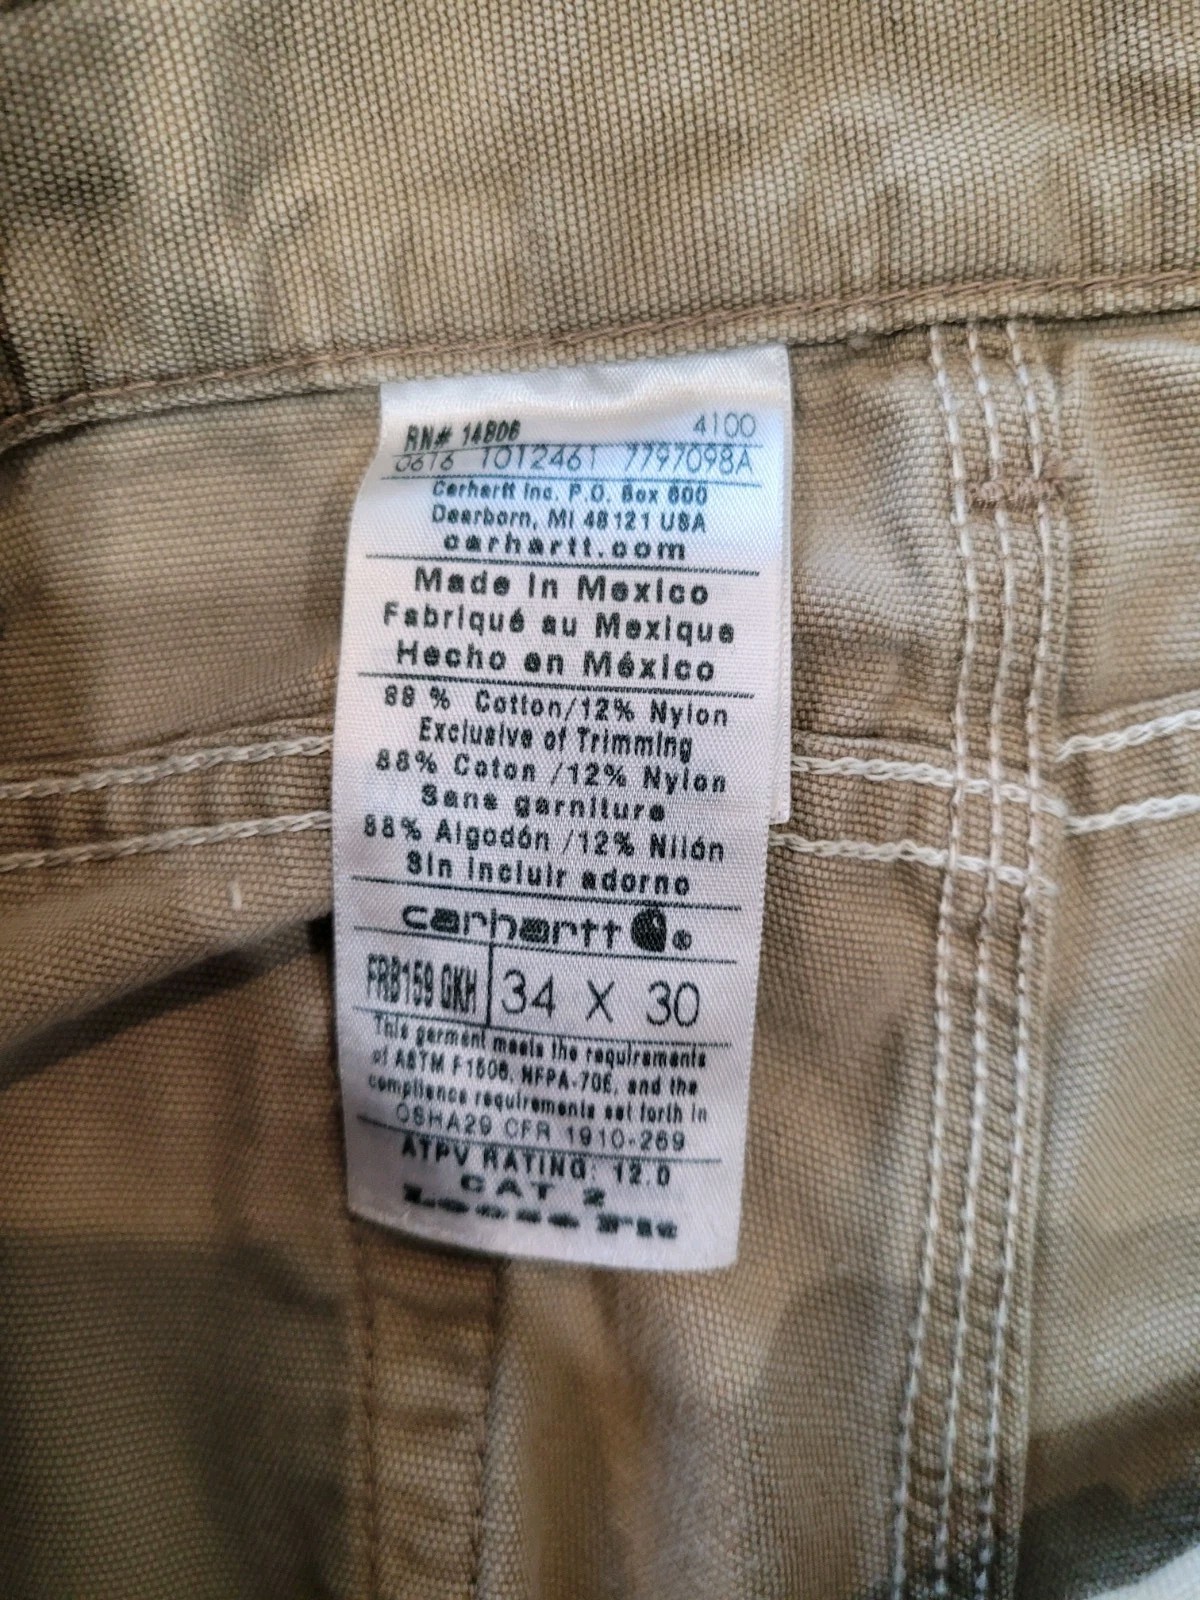 RN# 14806 4100
0616 1012461 7797098A
Carhartt Inc. P.O. Box 600
Dearborn, MI 48121 USA
carhartt.com
Made In Mexico
Fabriqué au Mexique
Hecho en México
88 % Cotton/12% Nylon
Exclusive of Trimming
88% Coton /12% Nylon
Sans garniture
88% Algodón /12% Nilón
Sin incluir adorno
carhartt®
FRB159 GKH 34 X 30
This garment meets the requirements
of ASTM F1506, NFPA-70E, and the
compliance requirements set forth in
OSHA29 CFR 1910-269
ATPV RATING: 12.0
CAT 2
Loose Fit